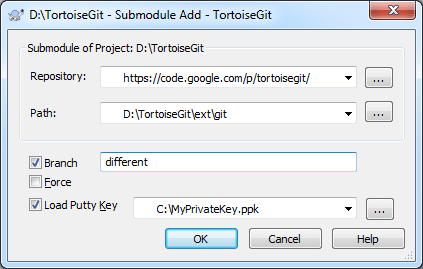 D:\TortoiseGit - Submodule Add - TortoiseGit
Submodule of Project: D:\TortoiseGit
Repository: https://code.google.com/p/tortoisegit/ ...
Path: D:\TortoiseGit\ext\git ...
Branch different
Force
Load Putty Key C:\MyPrivateKey.ppk ...
OK Cancel Help